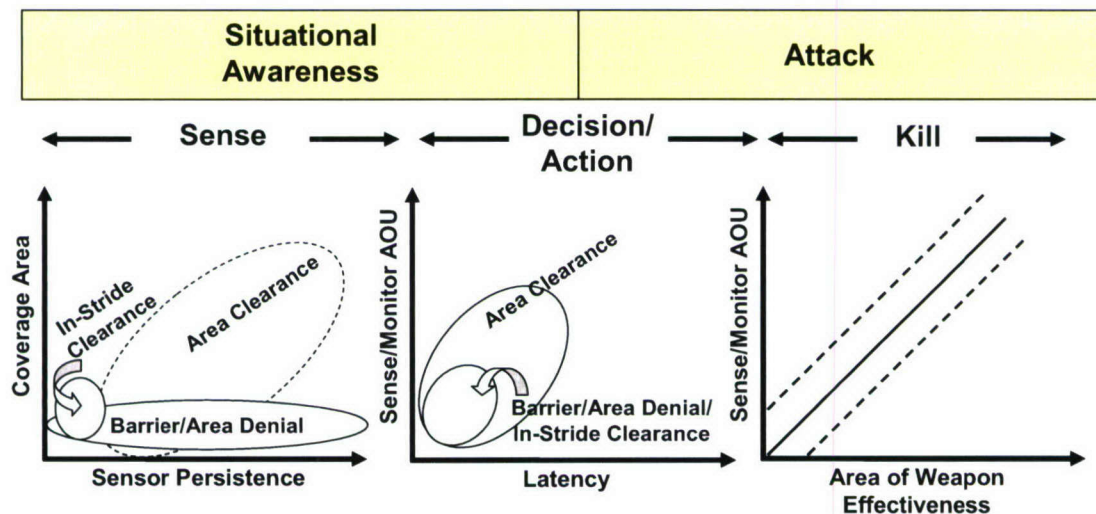 Situational
Awareness
Attack
Sense
Decision/
Action
Kill
Coverage Area
In-Stride
Clearance
Area Clearance
Barrier/Area Denial
Sensor Persistence
Sense/Monitor AOU
Area Clearance
Barrier/Area Denial/
In-Stride Clearance
Latency
Sense/Monitor AOU
Area of Weapon
Effectiveness